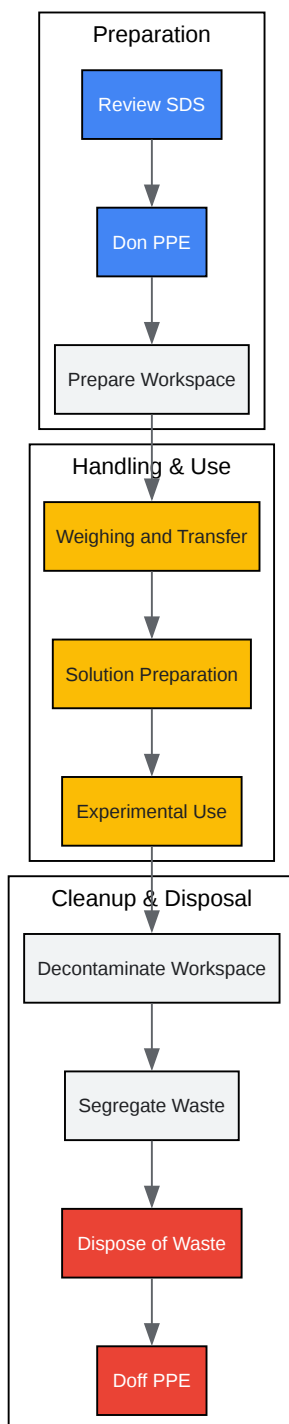 Preparation
Review SDS
Don PPE
Prepare Workspace
Handling & Use
Weighing and Transfer
Solution Preparation
Experimental Use
Cleanup & Disposal
Decontaminate Workspace
Segregate Waste
Dispose of Waste
Doff PPE